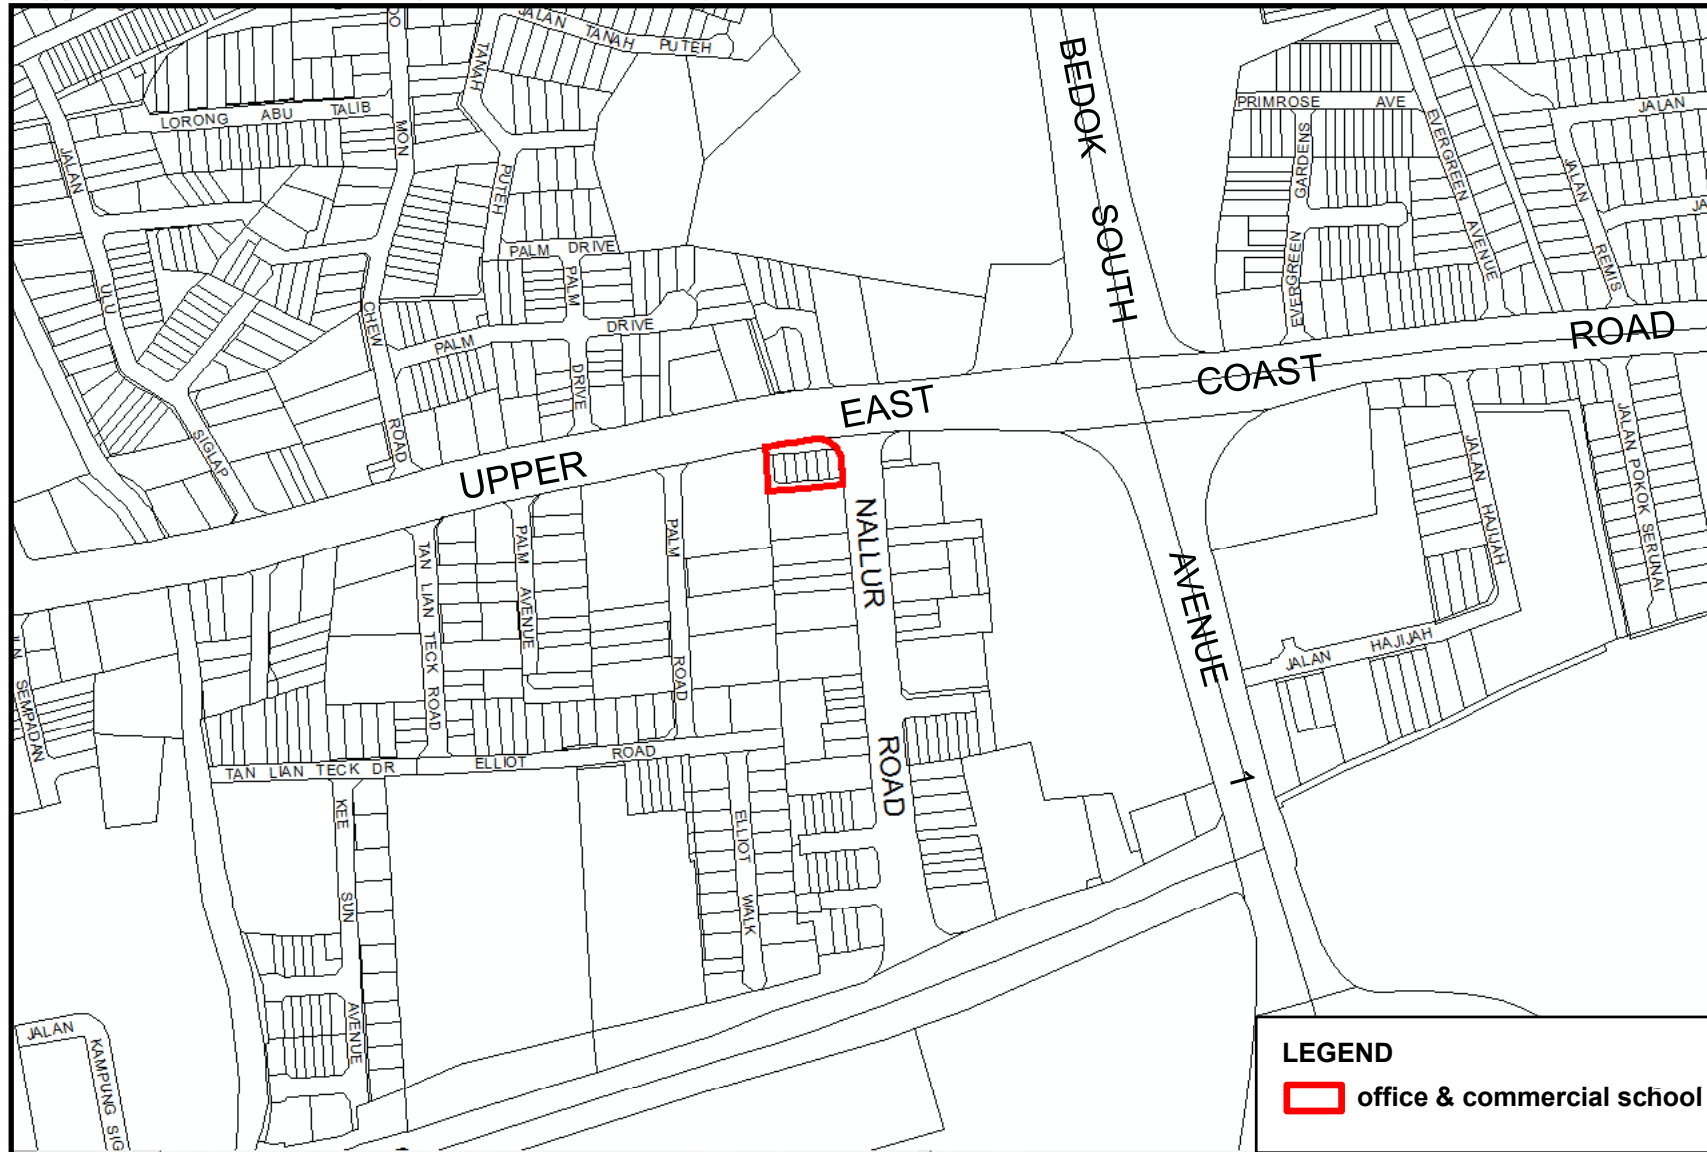 JALAN TANAH PUTEH
TANAH PUTEH
LORONG ABU TALIB
MON
CHEW
ROAD
JALAN
ULU
SIGLAP
PALM DRIVE
PALM
DRIVE
PALM DRIVE
BEDOK SOUTH AVENUE 1
PRIMROSE AVE
EVERGREEN GARDENS
EVERGREEN AVENUE
JALAN
JALAN REMIS
UPPER EAST COAST ROAD
NALLUR ROAD
PALM ROAD
PALM AVENUE
TAN LIAN TECK ROAD
TAN LIAN TECK DR
ELLIOT ROAD
ELLIOT WALK
KEE SUN AVENUE
SEMPADAN
JALAN HAJIJAH
JALAN HAJIJAH
JALAN POKOK SERUNAI
JALAN
KAMPUNG SIG
LEGEND
office & commercial school